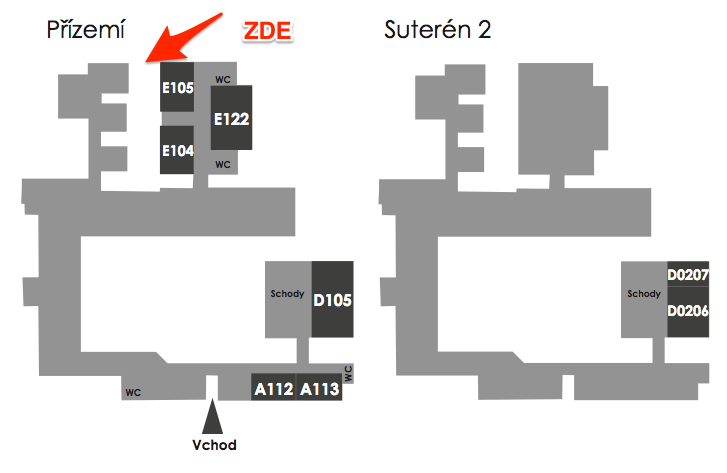 Přízemí
ZDE
Suterén 2
WC
E105
E122
E104
WC
Schody
D105
Schody
D0207
D0206
WC
WC
A112
A113
Vchod